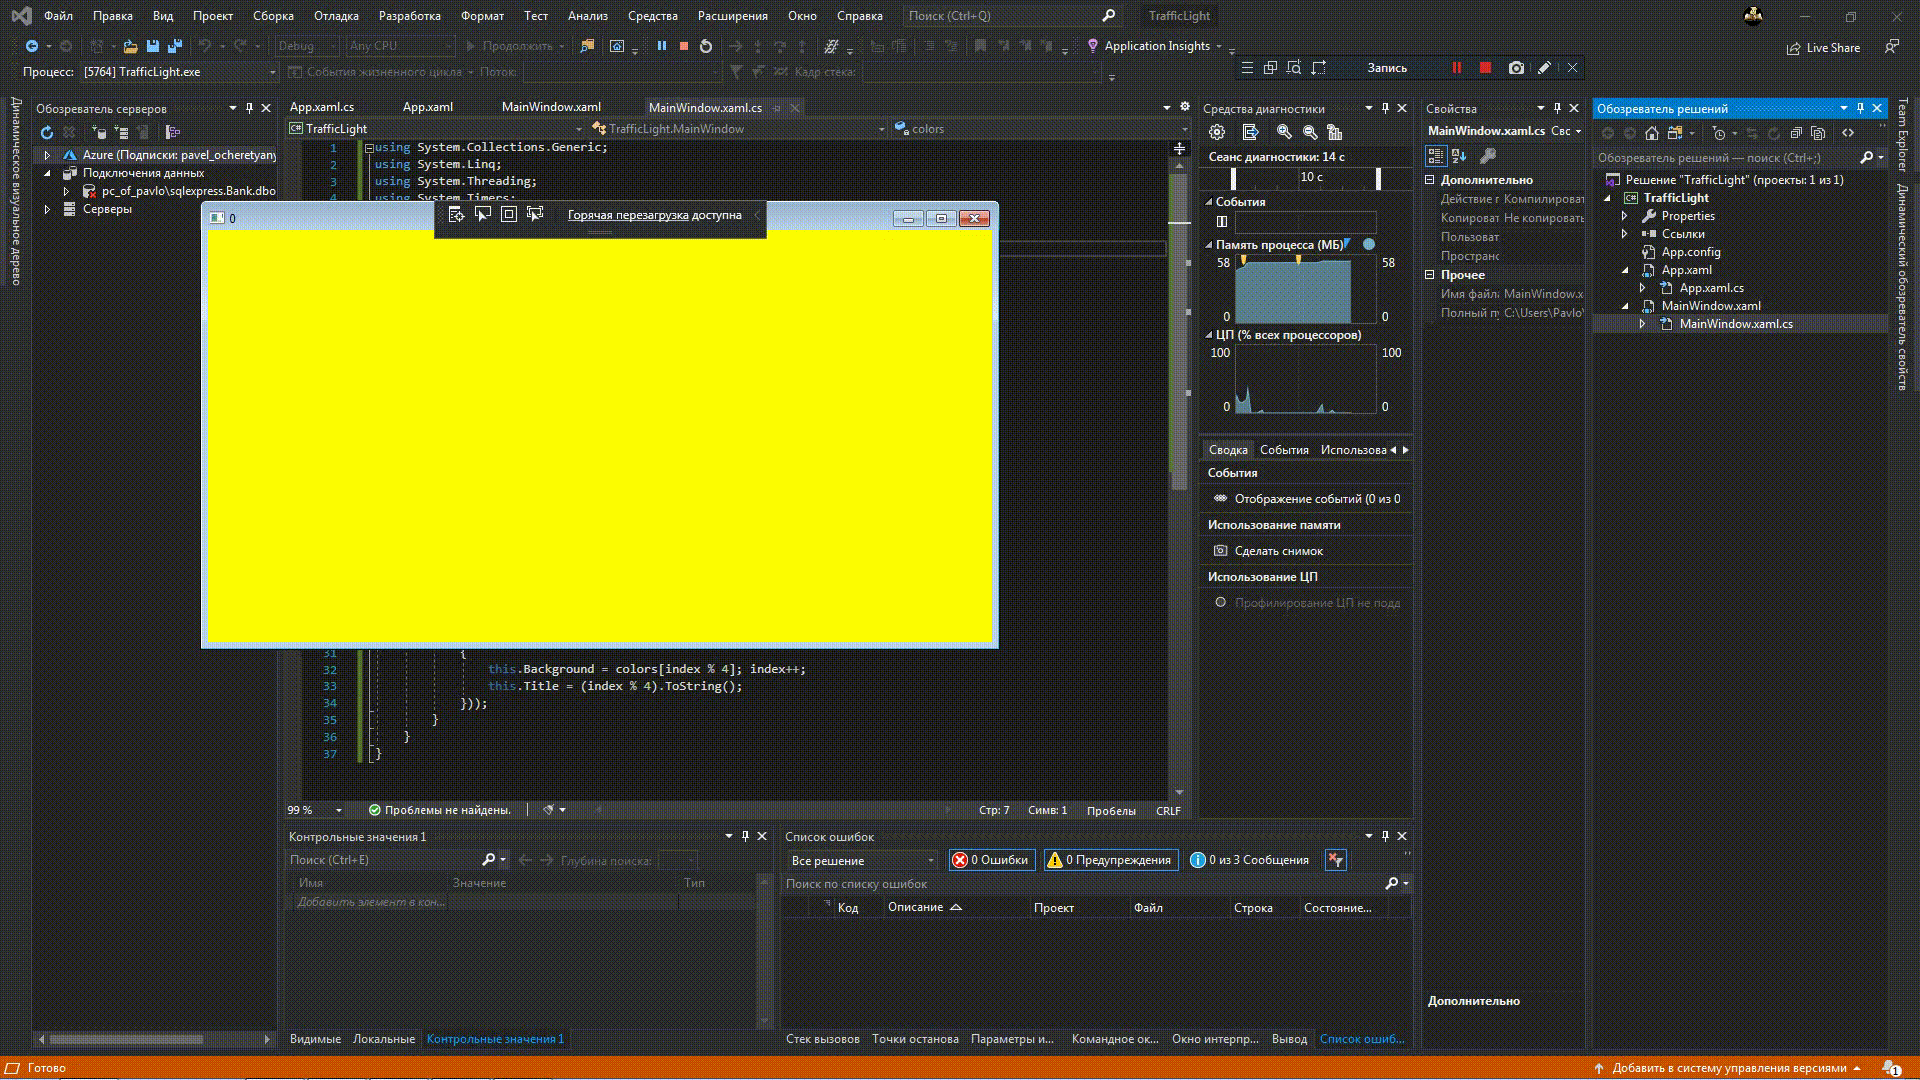 Файл Правка Вид Проект Сборка Отладка Разработка Формат Тест Анализ Средства Расширения Окно Справка Поиск (Ctrl+Q) TrafficLight
Debug Any CPU Продолжить Application Insights Live Share
Процесс: [5764] TrafficLight.exe События жизненного цикла Поток: Кадр стека:
Запись
Динамическое визуальное дерево
Обозреватель серверов
Azure (Подписки: pavel_ocheretyany
Подключения данных
pc_of_pavlo\sqlexpress.Bank.dbo
Серверы
App.xaml.cs App.xaml MainWindow.xaml MainWindow.xaml.cs
TrafficLight TrafficLight.MainWindow colors
1 using System.Collections.Generic;
2 using System.Linq;
3 using System.Threading;
4 using System.Timers;
0
Горячая перезагрузка доступна
31 {
32 this.Background = colors[index % 4]; index++;
33 this.Title = (index % 4).ToString();
34 }));
35 }
36 }
37 }
99 % Проблемы не найдены. Стр: 7 Симв: 1 Пробелы CRLF
Контрольные значения 1
Поиск (Ctrl+E) Глубина поиска:
Имя Значение Тип
Добавить элемент в кон...
Видимые Локальные Контрольные значения 1
Список ошибок
Все решение 0 Ошибки 0 Предупреждения 0 из 3 Сообщения
Поиск по списку ошибок
Код Описание Проект Файл Строка Состояние...
Стек вызовов Точки останова Параметры и... Командное ок... Окно интерпр... Вывод Список ошиб...
Средства диагностики
Сеанс диагностики: 14 с
10 с
События
Память процесса (МБ)
58 58
0 0
ЦП (% всех процессоров)
100 100
0 0
Сводка События Использова
События
Отображение событий (0 из 0
Использование памяти
Сделать снимок
Использование ЦП
Профилирование ЦП не подд
Свойства
MainWindow.xaml.cs Свс
Дополнительно
Действие г Компилироват
Копироват Не копировать
Пользоват
Пространс
Прочее
Имя файла MainWindow.x
Полный пу C:\Users\Pavlo\
Дополнительно
Обозреватель решений
Обозреватель решений — поиск (Ctrl+;)
Решение "TrafficLight" (проекты: 1 из 1)
TrafficLight
Properties
Ссылки
App.config
App.xaml
App.xaml.cs
MainWindow.xaml
MainWindow.xaml.cs
Team Explorer
Динамический обозреватель свойств
Готово Добавить в систему управления версиями 1